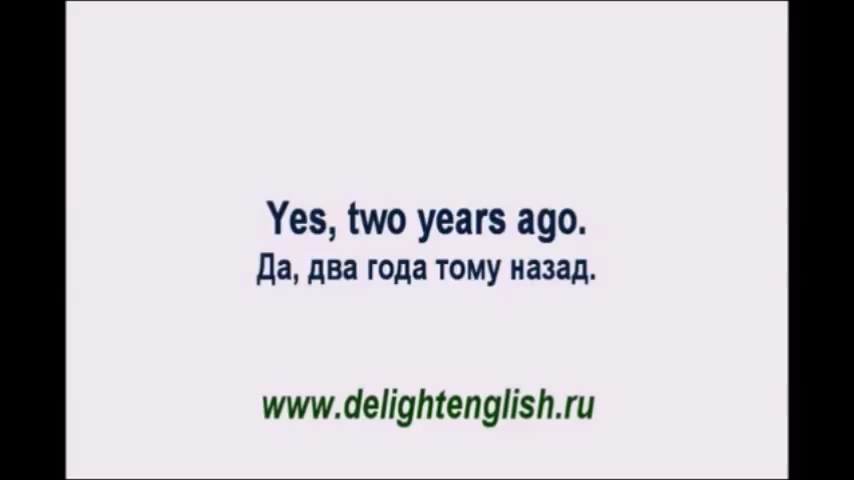 Yes, two years ago.
Да, два года тому назад.
www.delightenglish.ru